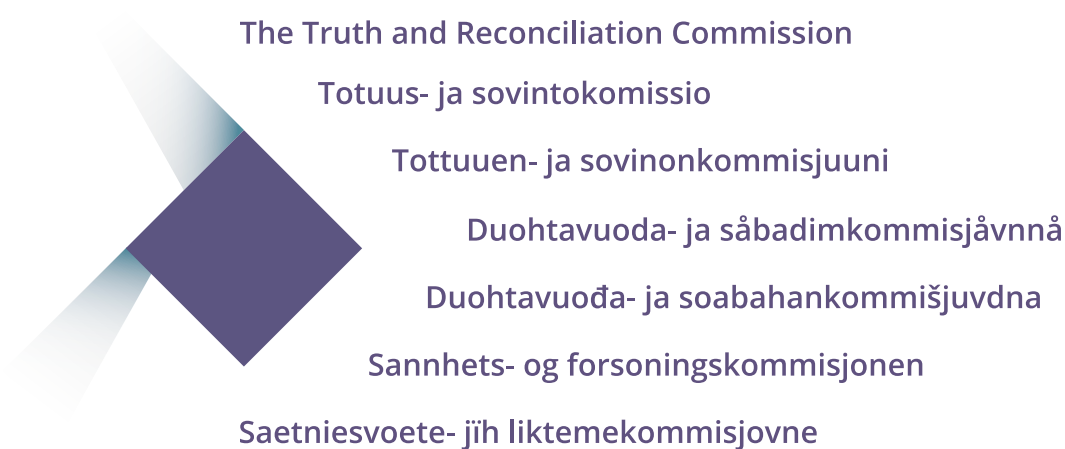 The Truth and Reconciliation Commission
Totuus- ja sovintokomissio
Tottuuen- ja sovinonkommisjuuni
Duohtavuoda- ja såbadimkommisjåvnnå
Duohtavuođa- ja soabahankommišjuvdna
Sannhets- og forsoningskommisjonen
Saetniesvoete- jïh liktemekommisjovne